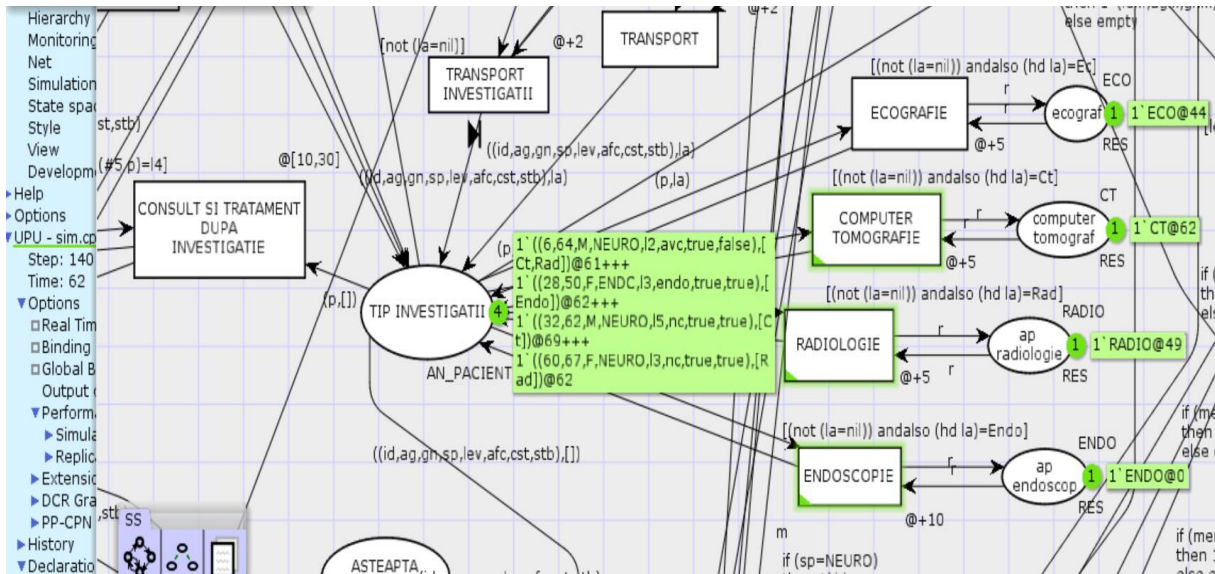 Hierarchy
Monitoring
Net
Simulation
State spac
Style
View
Developm
Help
Options
UPU - sim.cp
Step: 140
Time: 62
Options
Real Tim
Binding
Global B
Output
Perform
Simula
Replic
Extensio
DCR Gra
PP-CPN
History
Declaratio
st,stb)
(#5 p)=l4]
CONSULT SI TRATAMENT
DUPA
INVESTIGATIE
@[10,30]
[not (la=nil)]
@+2
@+2
TRANSPORT
INVESTIGATII
TRANSPORT
((id,ag,gn,sp,lev,afc,cst,stb),la)
((id,ag,gn,sp,lev,afc,cst,stb),la)
(p,la)
(p,[])
TIP INVESTIGATII
4
AN_PACIENT
1`((6,64,M,NEURO,l2,avc,true,false),[
Ct,Rad])@61+++
1`((28,50,F,ENDC,l3,endo,true,true),[
Endo])@62+++
1`((32,62,M,NEURO,l5,nc,true,true),[C
t])@69+++
1`((60,67,F,NEURO,l3,nc,true,true),[R
ad])@62
((id,ag,gn,sp,lev,afc,cst,stb),[])
else empty
[(not (la=nil)) andalso (hd la)=Ec]
ECO
ECOGRAFIE
r
r
@+5
ecograf
1
1`ECO@44
RES
[(not (la=nil)) andalso (hd la)=Ct]
CT
COMPUTER
TOMOGRAFIE
r
r
@+5
computer
tomograf
1
1`CT@62
RES
[(not (la=nil)) andalso (hd la)=Rad]
RADIO
RADIOLOGIE
r
r
@+5
ap
radiologie
1
1`RADIO@49
RES
[(not (la=nil)) andalso (hd la)=Endo]
ENDO
ENDOSCOPIE
r
r
@+10
ap
endoscop
1
1`ENDO@0
RES
SS
ASTEAPTA
m
if (sp=NEURO)
if (me
then
else
if (mer
then 1